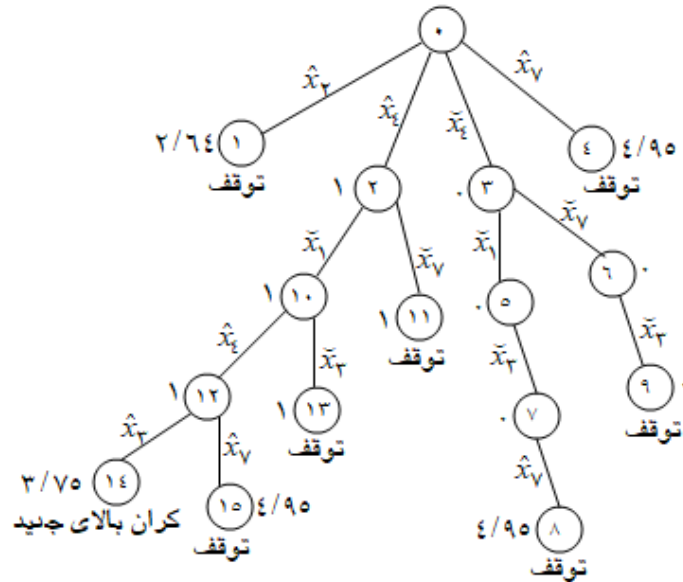 ٠
x̂٢ x̂٤ x̌٤ x̂٧
٢/٦٤ ١ ٤ ٤/٩٥
توقف توقف
١ ٢ ٠ ٣
x̌١ x̌٧ x̌١ x̌٧
١ ١٠ ١ ١١ ٠ ٥ ٦ ٠
توقف
x̂٤ x̌٣ x̌٣ x̌٣
١ ١٢ ١ ١٣ ٠ ٧ ٩ ٠
توقف توقف
x̂٣ x̂٧ x̂٧
٣/٧٥ ١٤ ١٥ ٤/٩٥ ٤/٩٥ ٨
کران بالای جدید توقف توقف